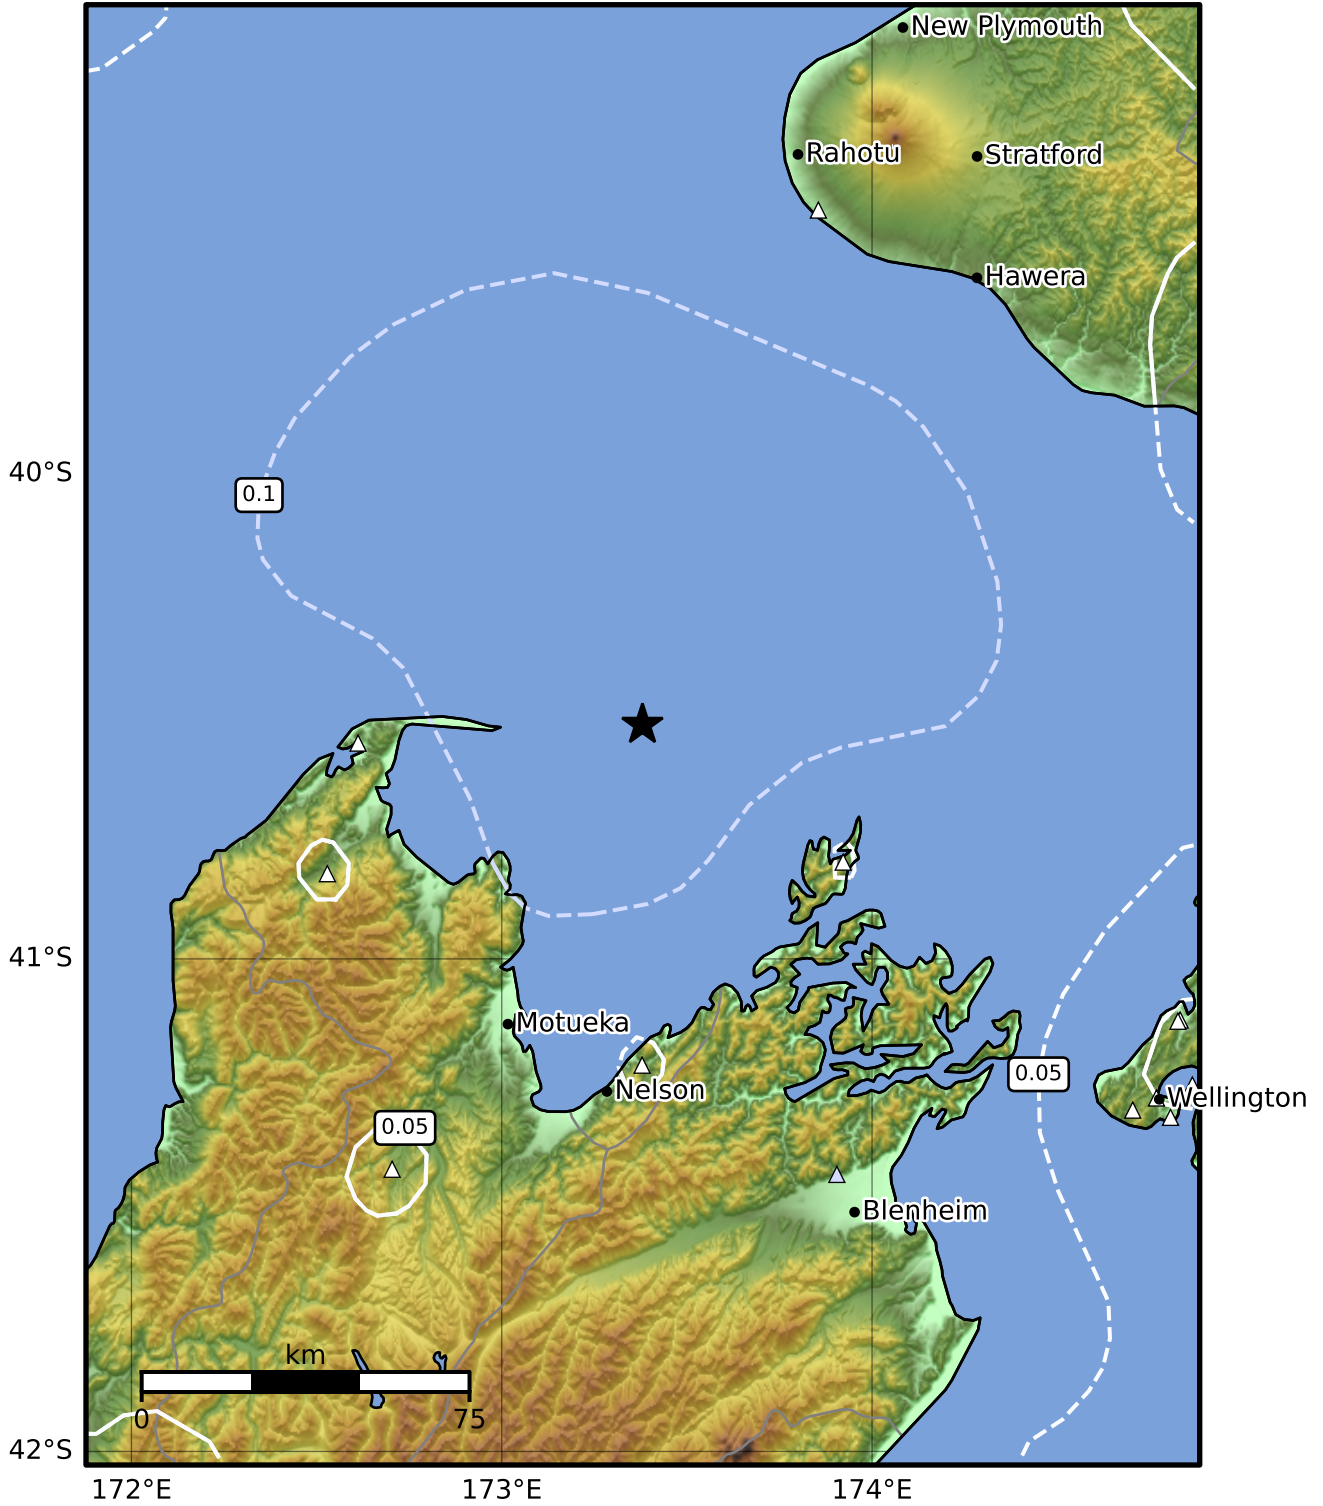 New Plymouth
Rahotu
Stratford
Hawera
40°S
0.1
41°S
Motueka
0.05
Nelson
Wellington
0.05
Blenheim
km
0 75
42°S
172°E 173°E 174°E